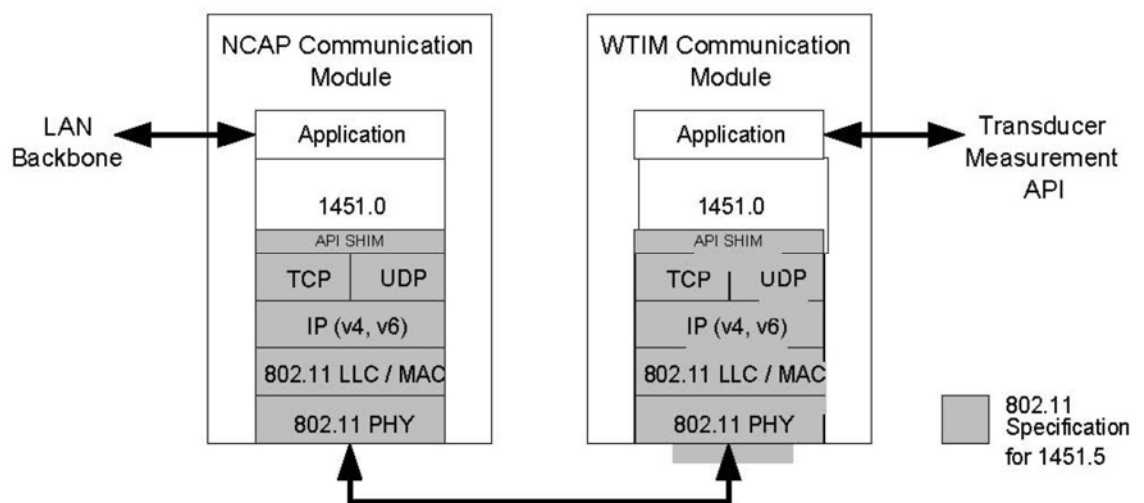 NCAP Communication
Module
LAN
Backbone
Application
1451.0
API SHIM
TCP
UDP
IP (v4, v6)
802.11 LLC / MAC
802.11 PHY
WTIM Communication
Module
Application
1451.0
API SHIM
TCP
UDP
IP (v4, v6)
802.11 LLC / MAC
802.11 PHY
Transducer
Measurement
API
802.11
Specification
for 1451.5